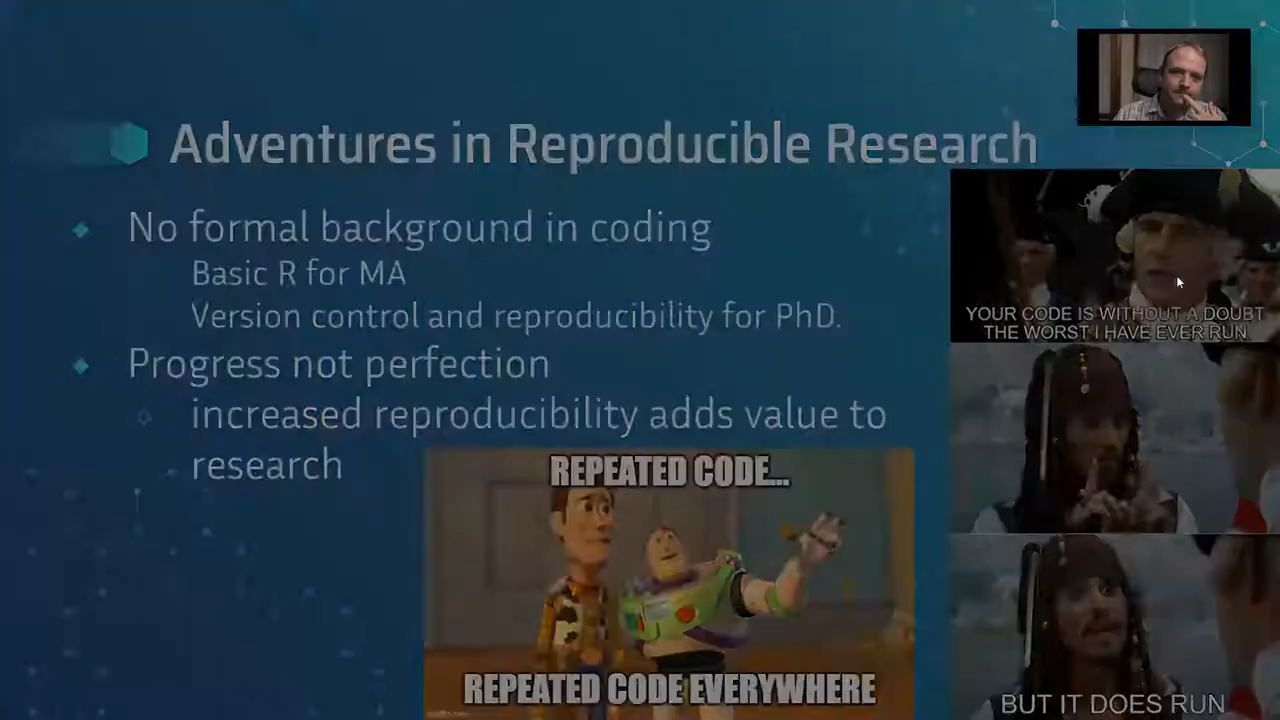 Adventures in Reproducible Research
No formal background in coding
Basic R for MA
Version control and reproducibility for PhD.
Progress not perfection
increased reproducibility adds value to
research
REPEATED CODE...
REPEATED CODE EVERYWHERE
YOUR CODE IS WITHOUT A DOUBT
THE WORST I HAVE EVER RUN.
BUT IT DOES RUN